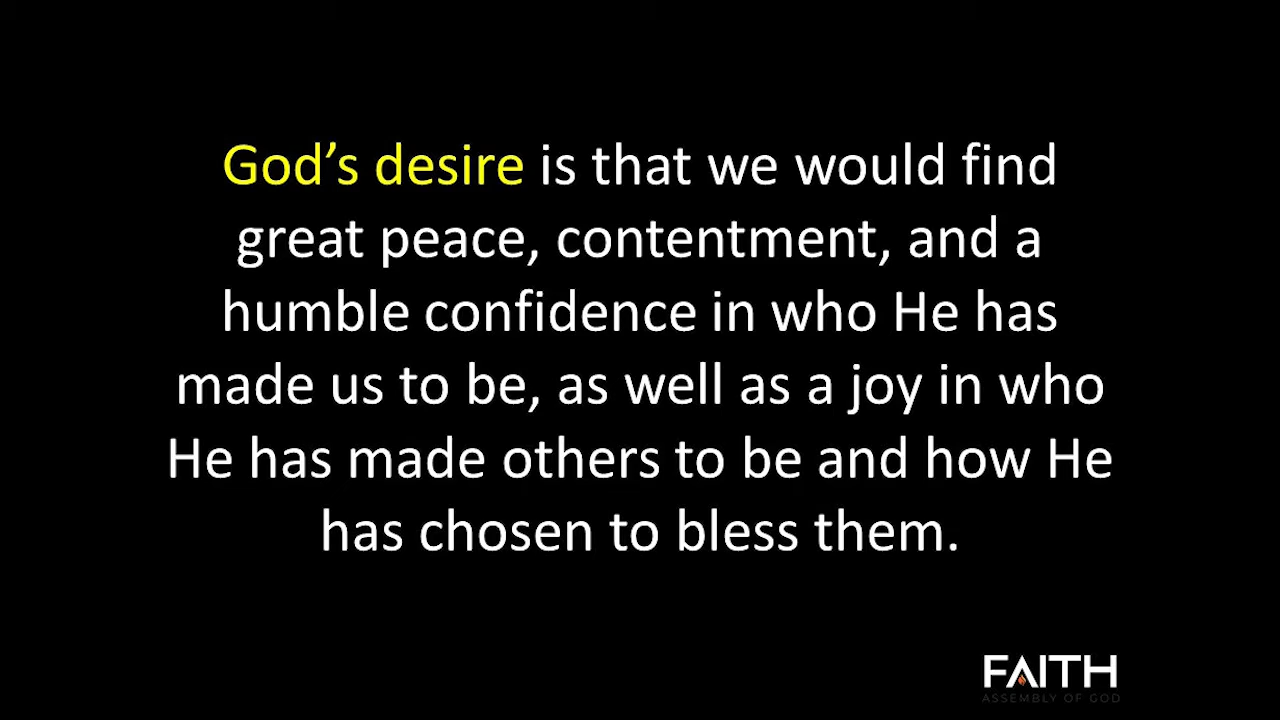 God’s desire is that we would find
great peace, contentment, and a
humble confidence in who He has
made us to be, as well as a joy in who
He has made others to be and how He
has chosen to bless them.
FAITH
ASSEMBLY OF GOD